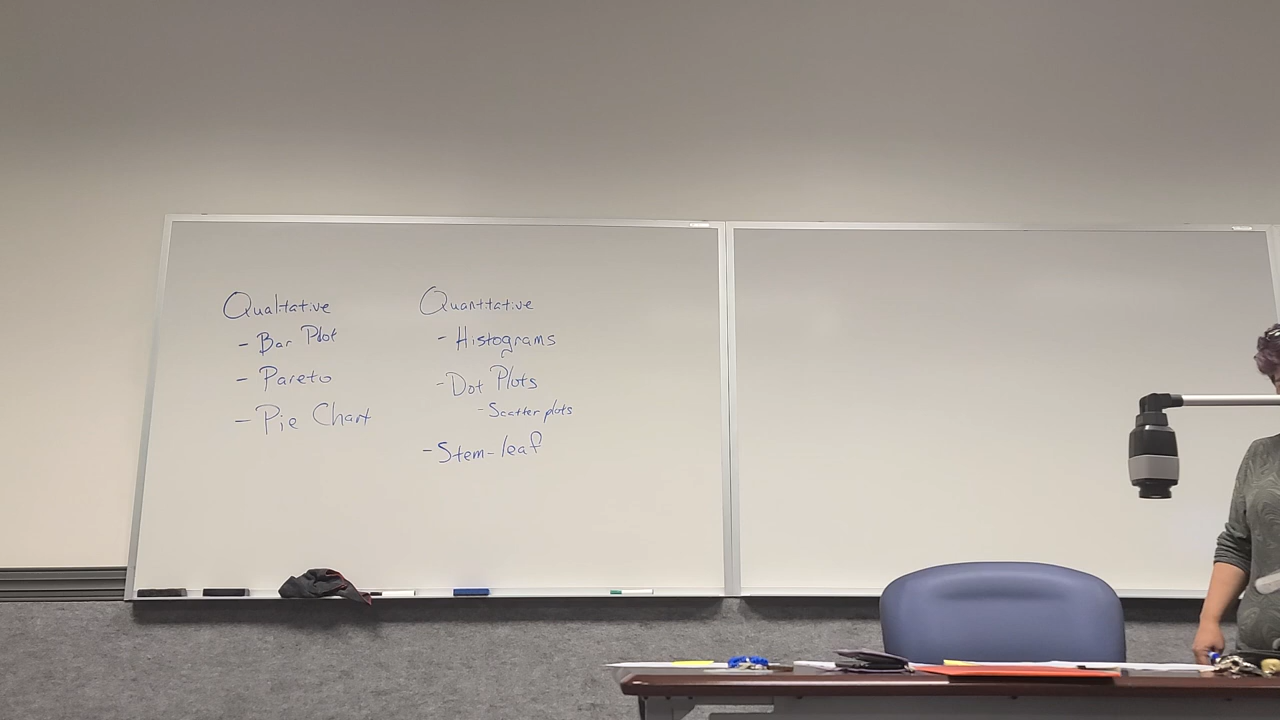 Qualitative
- Bar Plot
- Pareto
- Pie Chart
Quantitative
- Histograms
- Dot Plots
- Scatter plots
- Stem-leaf